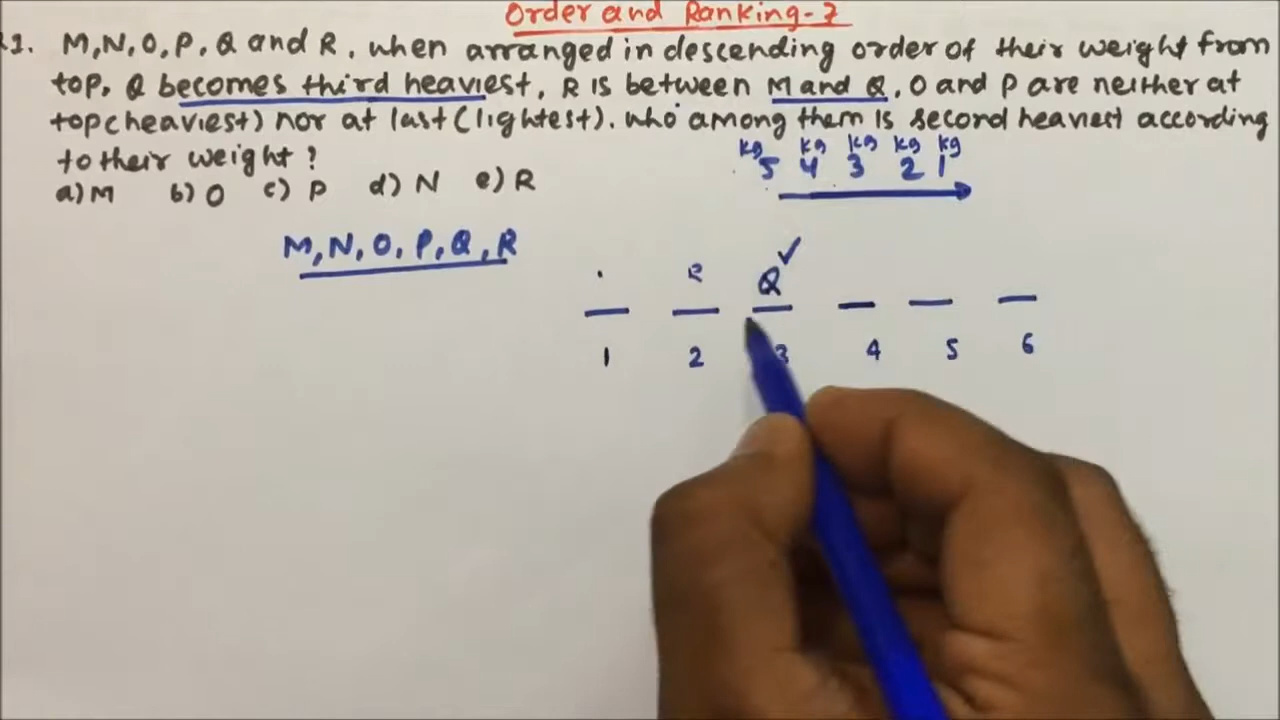 Order and Ranking-7
1. M,N,O,P,Q and R, when arranged in descending order of their weight from
top, Q becomes third heaviest, R is between M and Q, O and P are neither at
top(heaviest) nor at last (lightest). who among them is second heaviest according
to their weight?
a) M b) O c) P d) N e) R
kg kg kg kg kg
5 4 3 2 1
M, N, O, P, Q, R
R Q
1 2 3 4 5 6